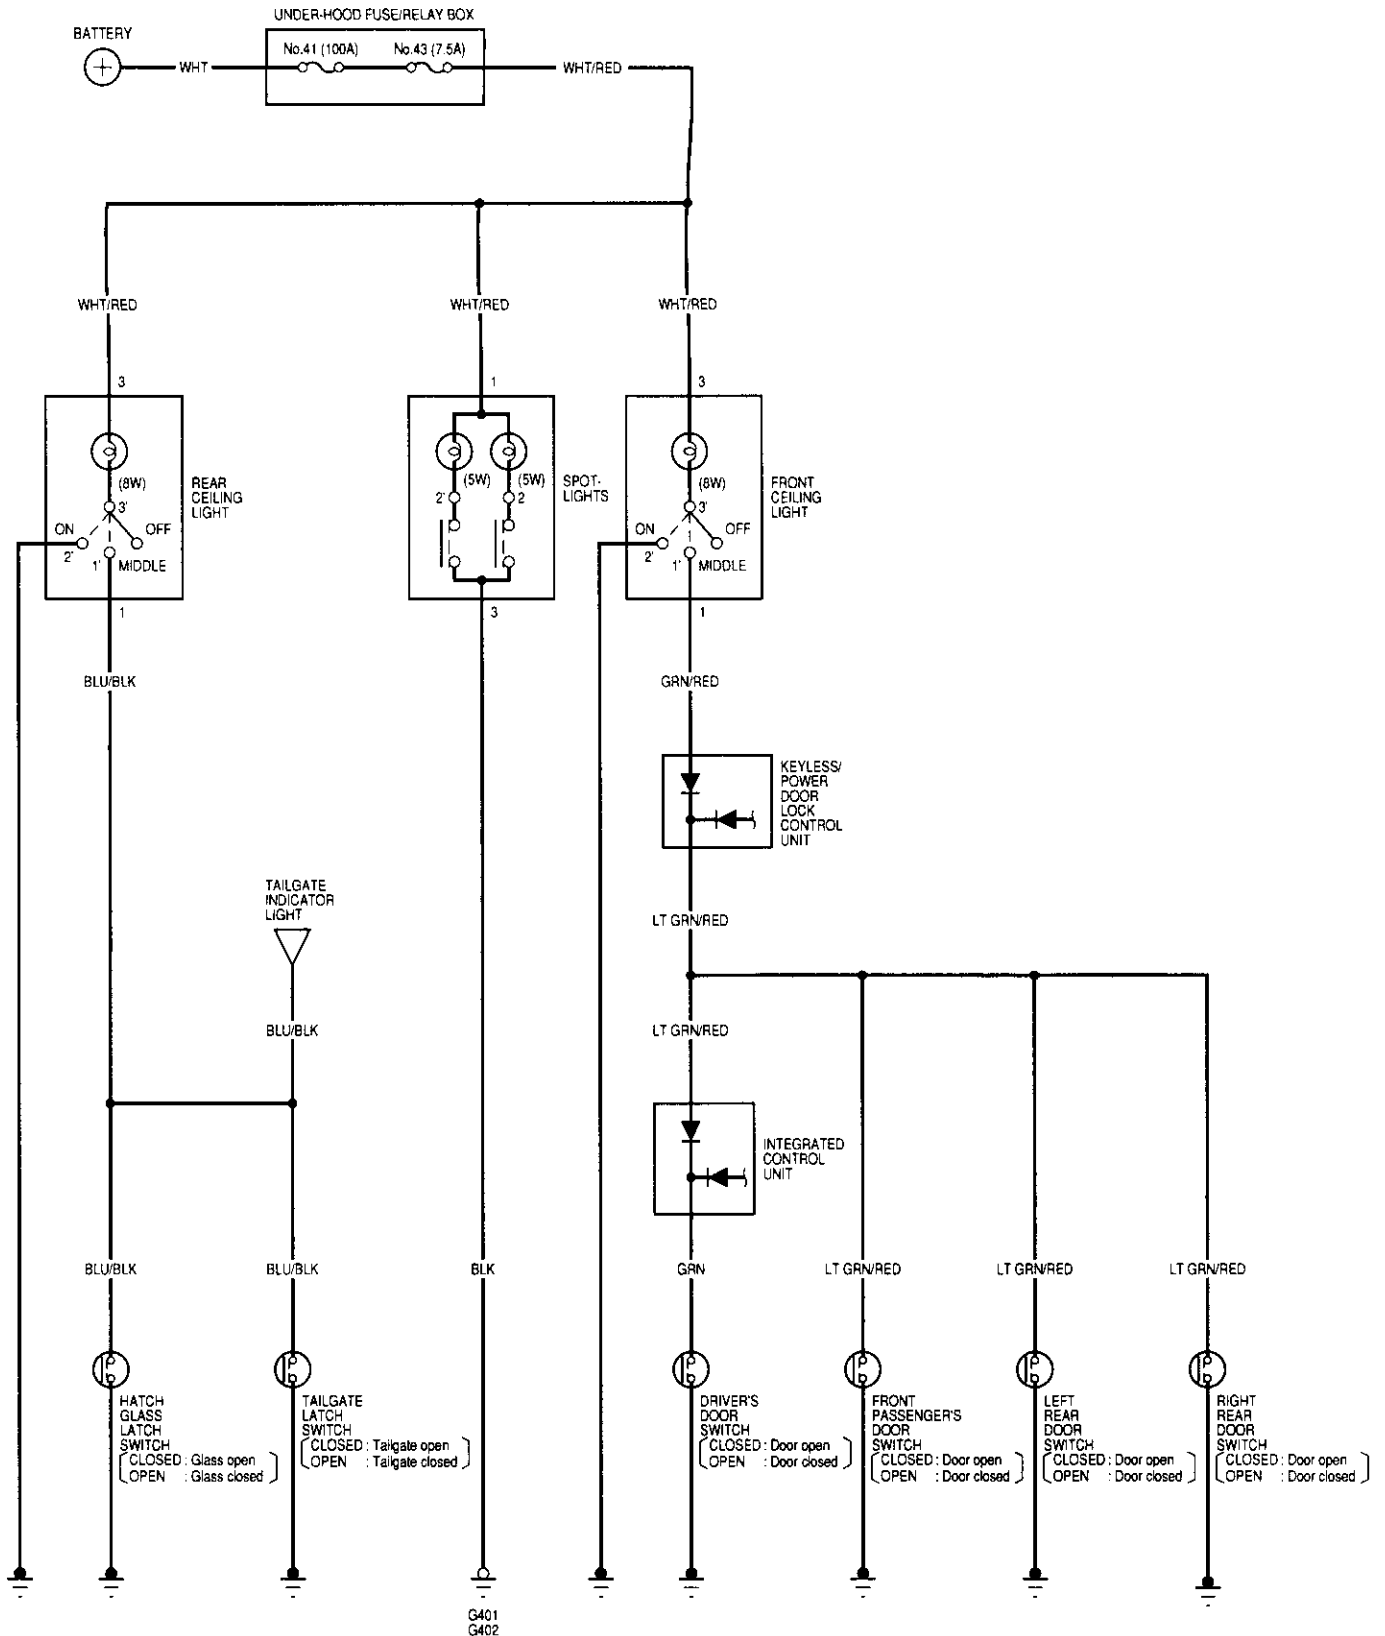 UNDER-HOOD FUSE/RELAY BOX
BATTERY
No.41 (100A)
No.43 (7.5A)
WHT
WHT/RED
WHT/RED
WHT/RED
WHT/RED
3
1
3
(8W)
3'
ON
OFF
2'
1'
MIDDLE
1
REAR
CEILING
LIGHT
(5W)
(5W)
2'
2
3
SPOT-
LIGHTS
(8W)
3'
ON
OFF
2'
1'
MIDDLE
1
FRONT
CEILING
LIGHT
BLU/BLK
GRN/RED
KEYLESS/
POWER
DOOR
LOCK
CONTROL
UNIT
TAILGATE
INDICATOR
LIGHT
LT GRN/RED
BLU/BLK
LT GRN/RED
INTEGRATED
CONTROL
UNIT
BLU/BLK
BLU/BLK
BLK
GRN
LT GRN/RED
LT GRN/RED
LT GRN/RED
HATCH
GLASS
LATCH
SWITCH
CLOSED : Glass open
OPEN : Glass closed
TAILGATE
LATCH
SWITCH
CLOSED : Tailgate open
OPEN : Tailgate closed
DRIVER'S
DOOR
SWITCH
CLOSED : Door open
OPEN : Door closed
FRONT
PASSENGER'S
DOOR
SWITCH
CLOSED : Door open
OPEN : Door closed
LEFT
REAR
DOOR
SWITCH
CLOSED : Door open
OPEN : Door closed
RIGHT
REAR
DOOR
SWITCH
CLOSED : Door open
OPEN : Door closed
G401
G402